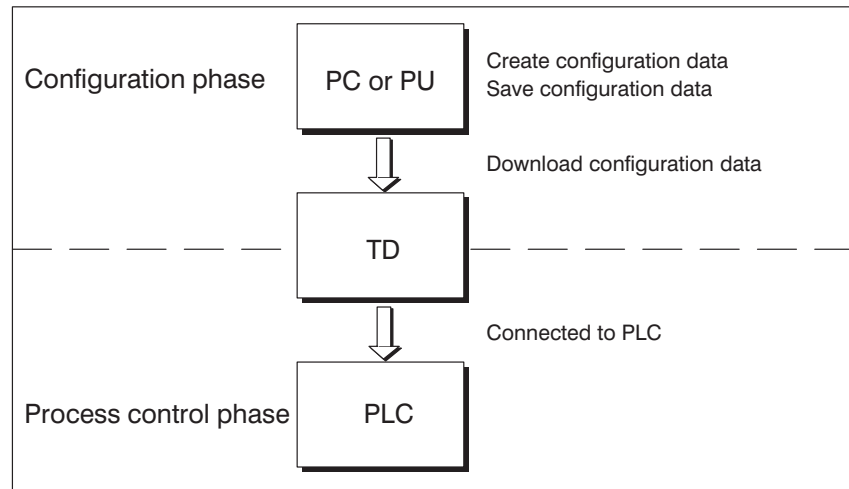 Configuration phase
PC or PU
Create configuration data
Save configuration data
Download configuration data
TD
Connected to PLC
Process control phase
PLC